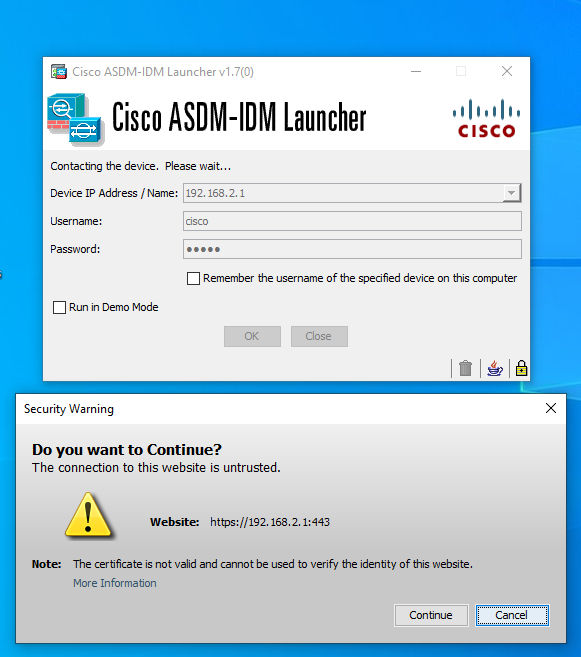 Cisco ASDM-IDM Launcher v1.7(0)
Cisco ASDM-IDM Launcher
CISCO
Contacting the device. Please wait...
Device IP Address / Name: 192.168.2.1
Username: cisco
Password: •••••
Remember the username of the specified device on this computer
Run in Demo Mode
OK Close
Security Warning
Do you want to Continue?
The connection to this website is untrusted.
Website: https://192.168.2.1:443
Note: The certificate is not valid and cannot be used to verify the identity of this website.
More Information
Continue Cancel